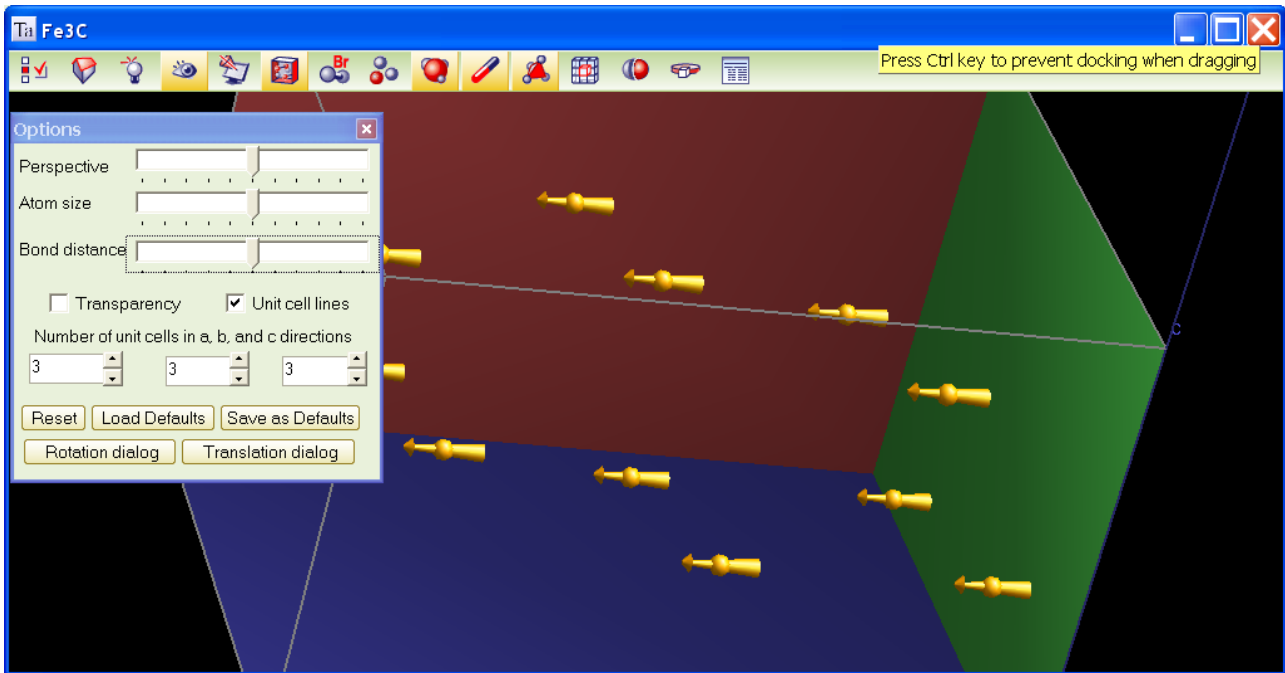 Ta Fe3C
Br
Press Ctrl key to prevent docking when dragging
Options
Perspective
Atom size
Bond distance
Transparency
Unit cell lines
Number of unit cells in a, b, and c directions
3
3
3
Reset
Load Defaults
Save as Defaults
Rotation dialog
Translation dialog
c